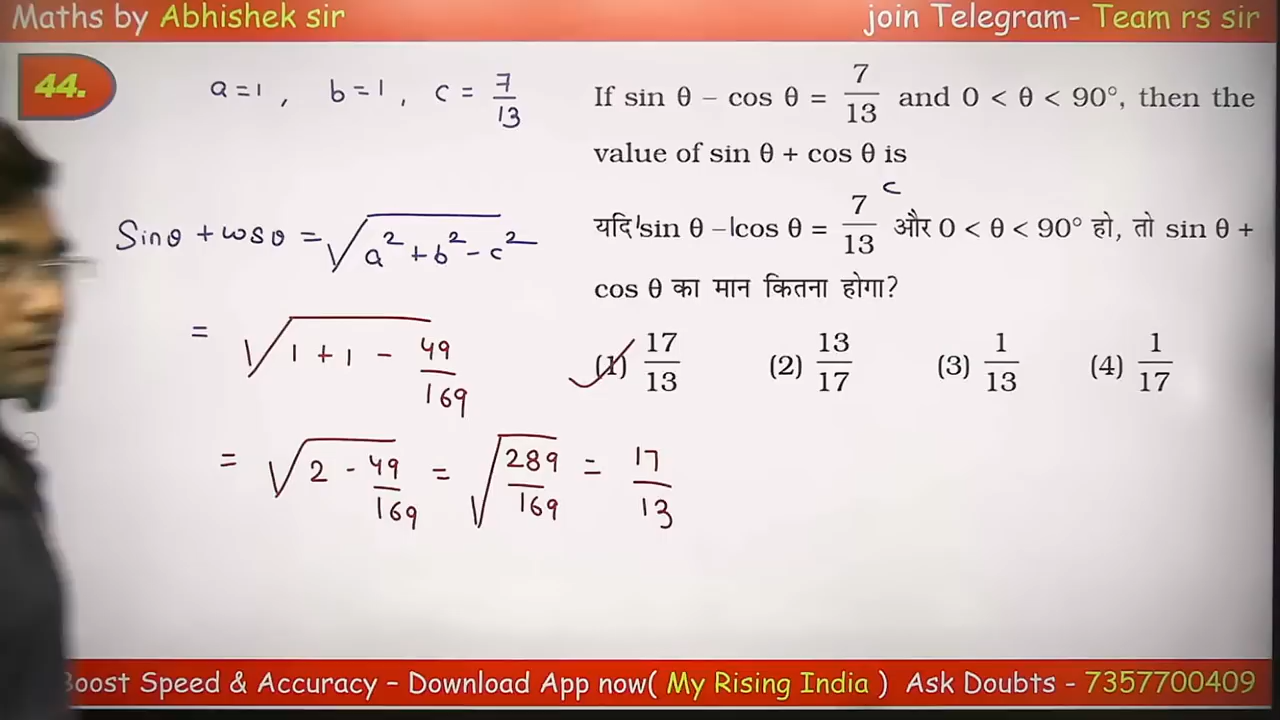 Maths by Abhishek sir
join Telegram- Team rs sir
44.
a = 1 , b = 1 , c = 7/13
If sin θ – cos θ = 7/13 and 0 < θ < 90°, then the
value of sin θ + cos θ is
c
यदि 1sin θ – 1cos θ = 7/13 और 0 < θ < 90° हो, तो sin θ +
cos θ का मान कितना होगा?
(1) 17/13 (2) 13/17 (3) 1/13 (4) 1/17
Sinθ + cosθ = √(a² + b² - c²)
= √(1 + 1 - 49/169)
= √(2 - 49/169) = √(289/169) = 17/13
Boost Speed & Accuracy – Download App now( My Rising India ) Ask Doubts - 7357700409